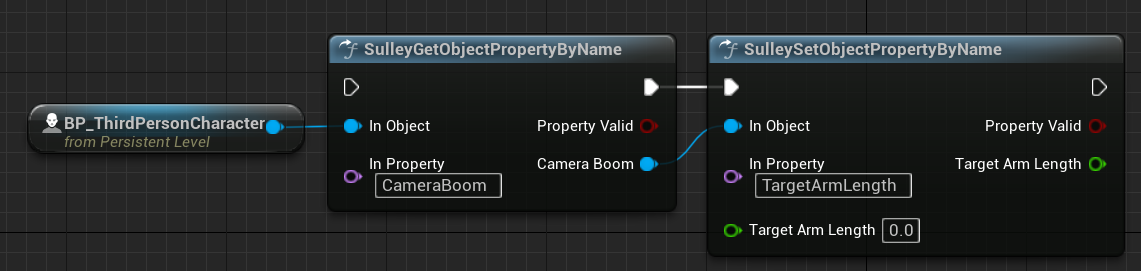 BP_ThirdPersonCharacter
from Persistent Level
SulleyGetObjectPropertyByName
In Object
Property Valid
In Property
CameraBoom
Camera Boom
SulleySetObjectPropertyByName
In Object
Property Valid
In Property
TargetArmLength
Target Arm Length
Target Arm Length 0.0